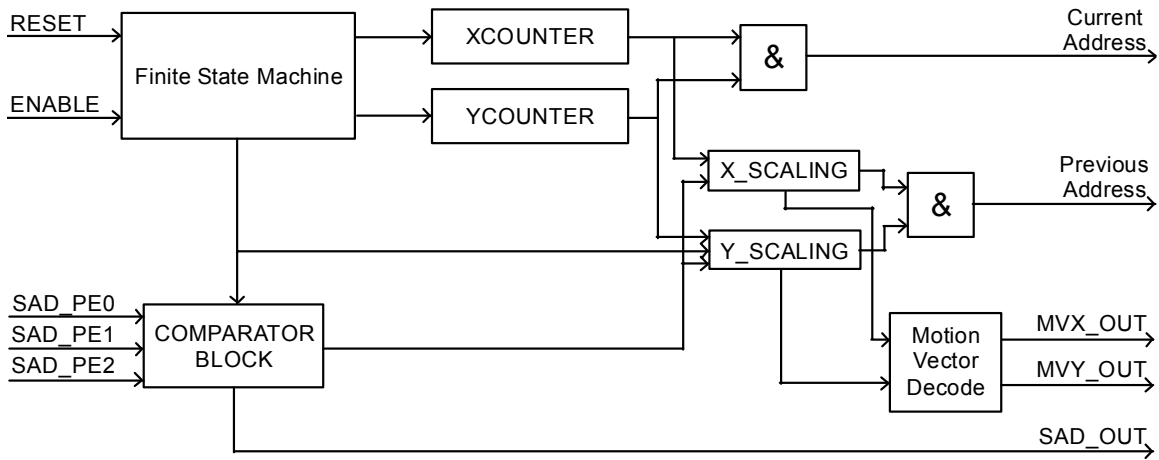 RESET
ENABLE
Finite State Machine
XCOUNTER
YCOUNTER
&
Current
Address
X_SCALING
Y_SCALING
&
Previous
Address
SAD_PE0
SAD_PE1
SAD_PE2
COMPARATOR
BLOCK
Motion
Vector
Decode
MVX_OUT
MVY_OUT
SAD_OUT